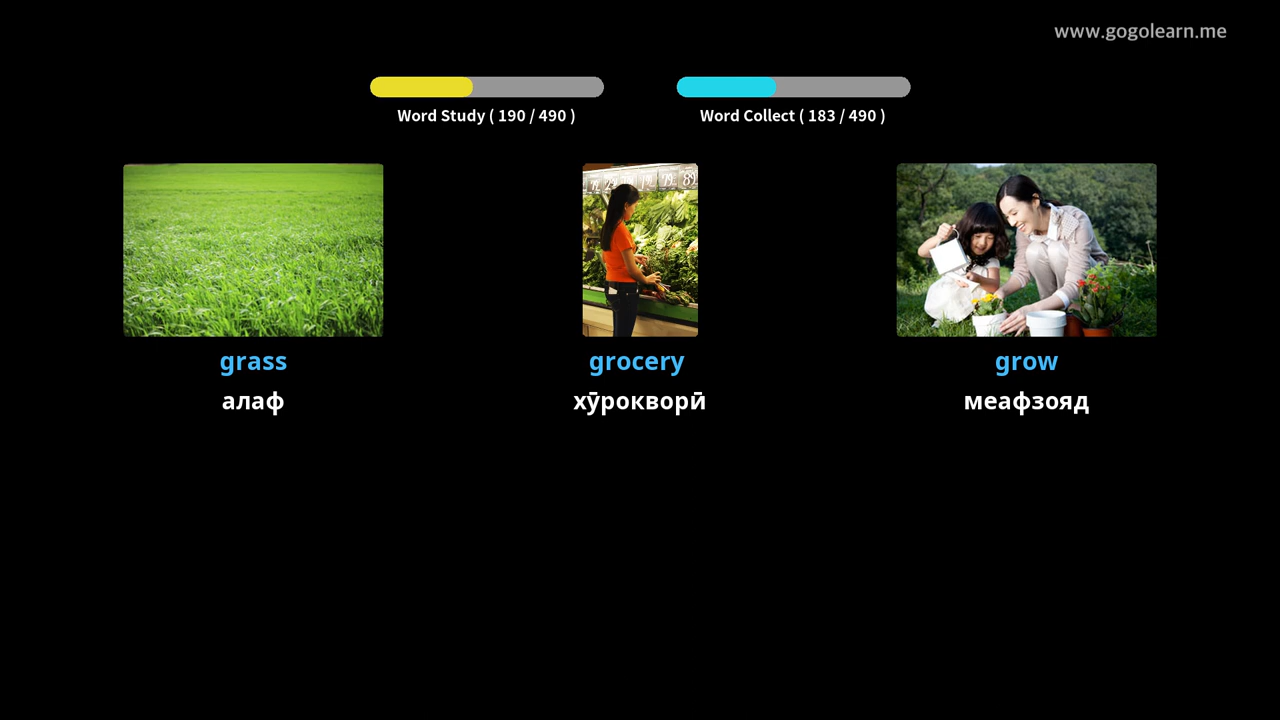 www.gogolearn.me
Word Study ( 190 / 490 )
Word Collect ( 183 / 490 )
grass
grocery
grow
алаф
хӯрокворӣ
меафзояд